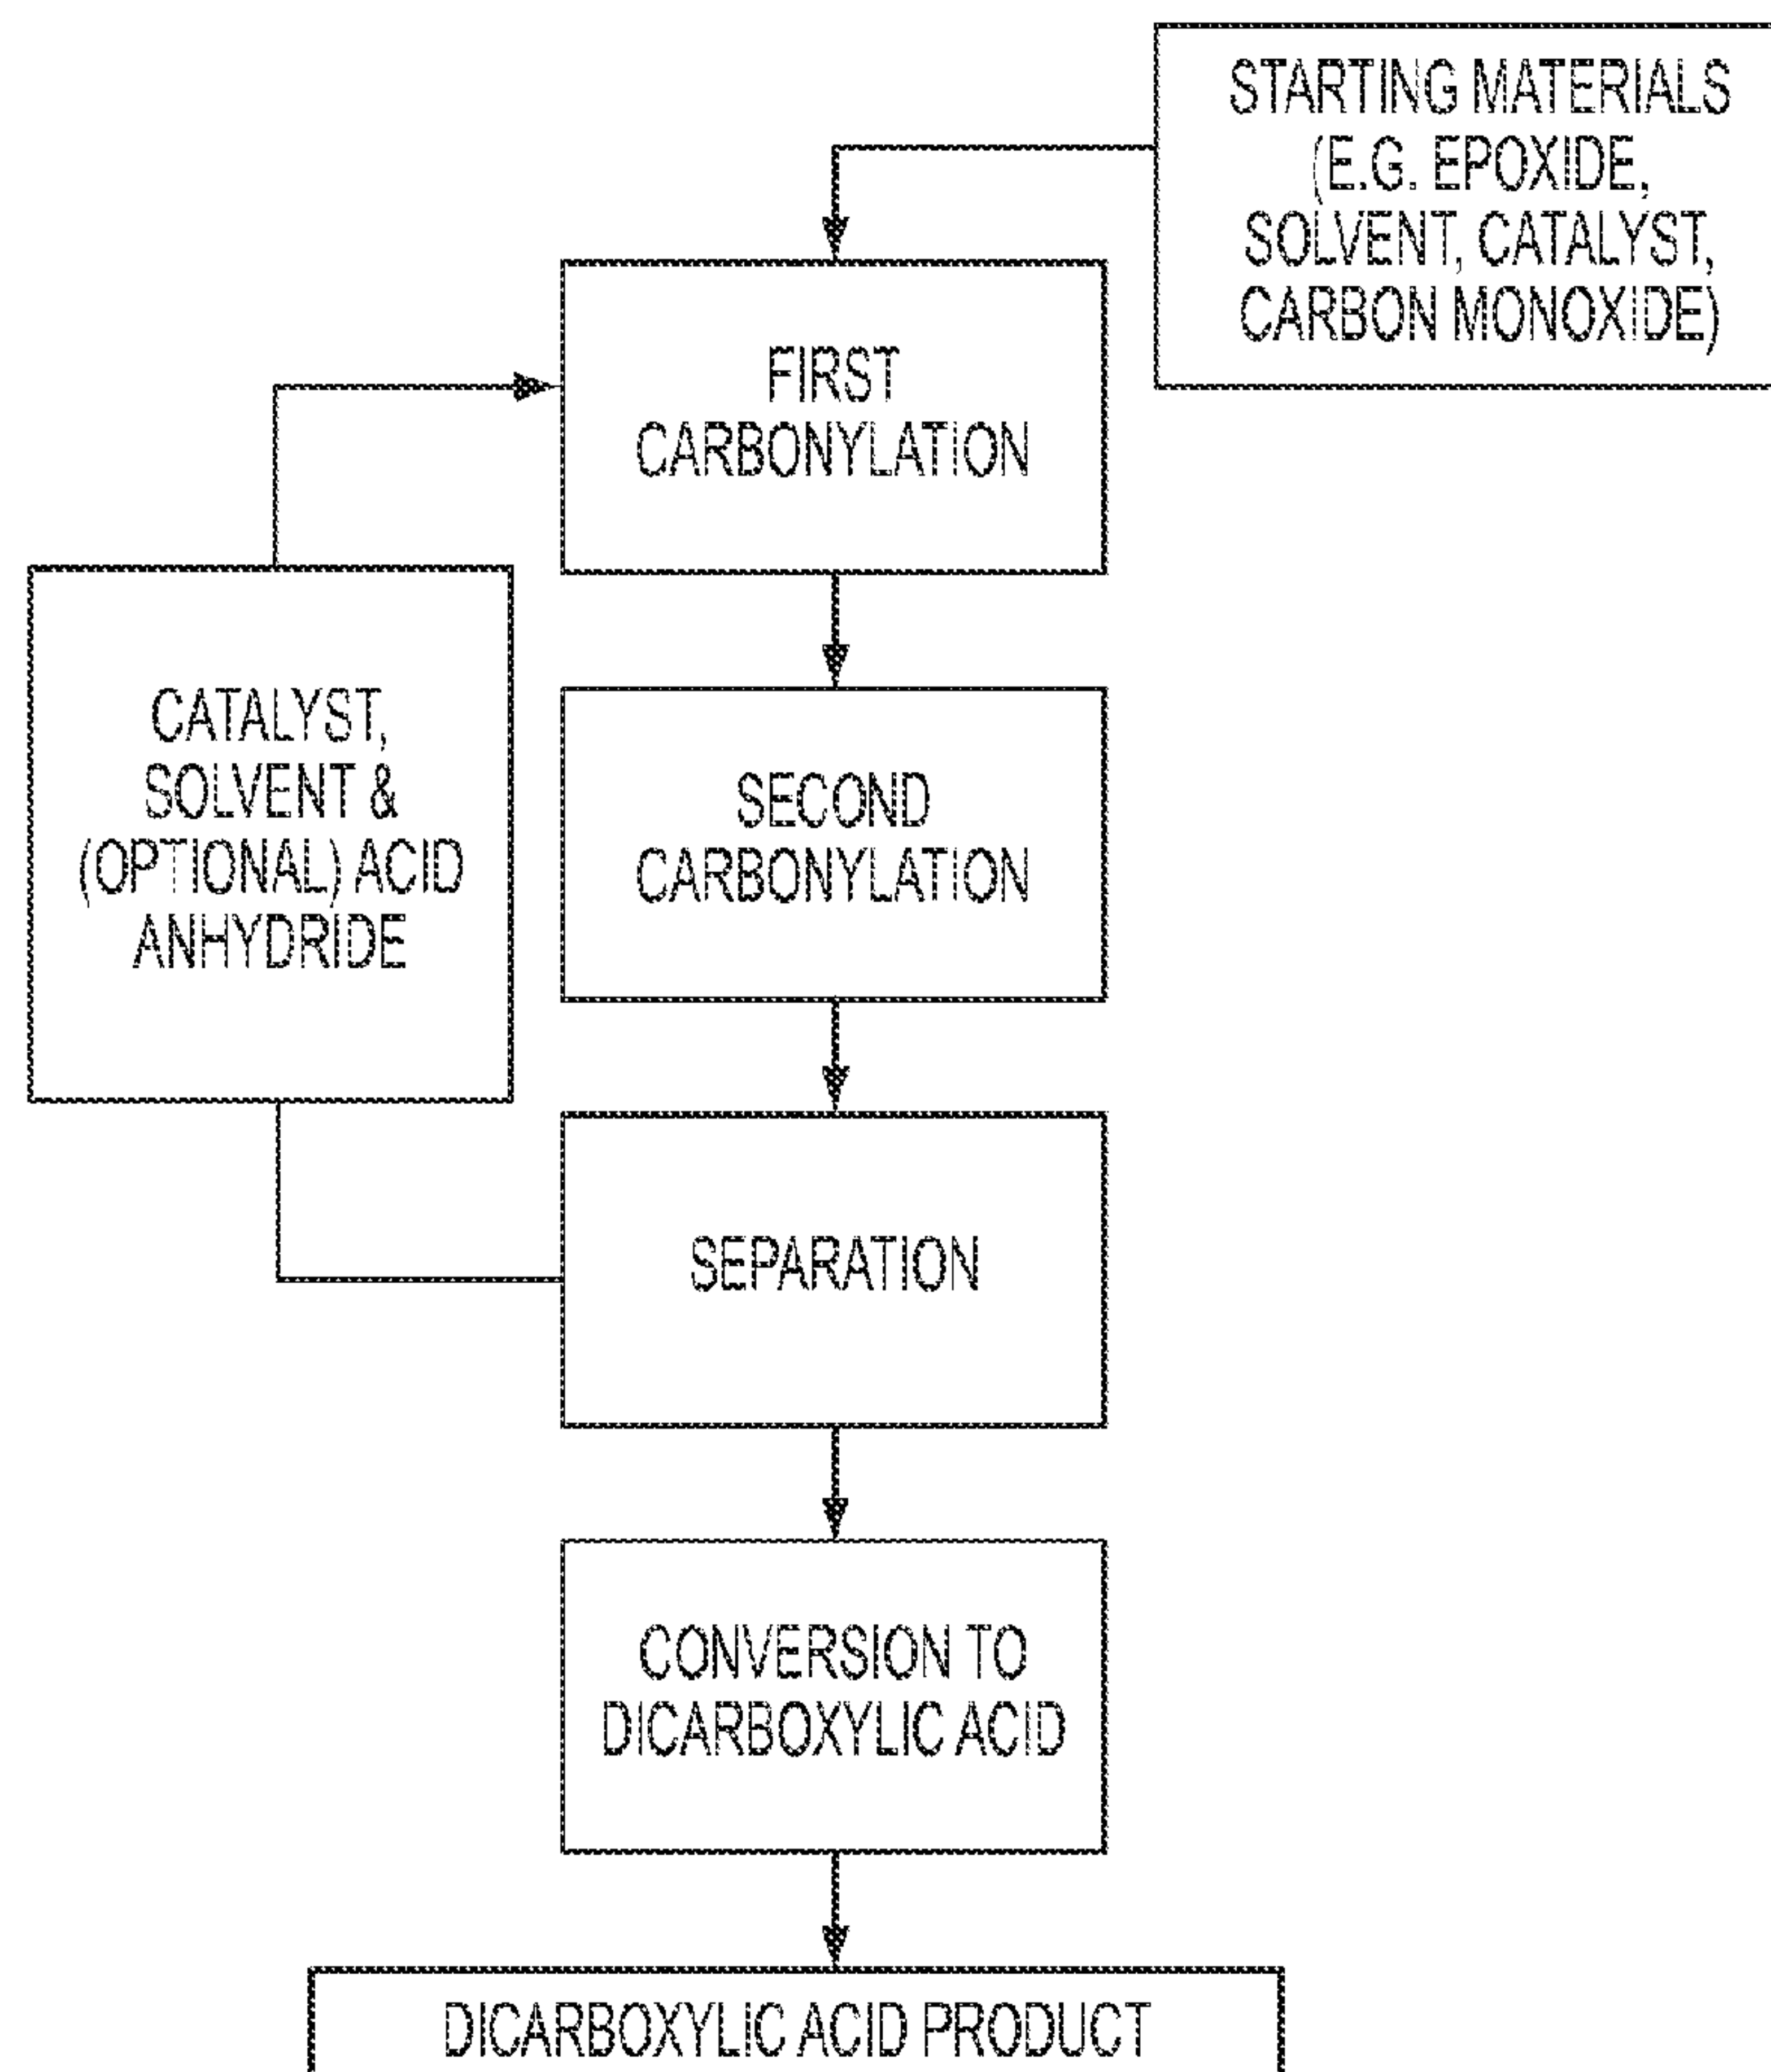 STARTING MATERIALS
(E.G. EPOXIDE,
SOLVENT, CATALYST,
CARBON MONOXIDE)
FIRST
CARBONYLATION
CATALYST,
SOLVENT &
(OPTIONAL) ACID
ANHYDRIDE
SECOND
CARBONYLATION
SEPARATION
CONVERSION TO
DICARBOXYLIC ACID
DICARBOXYLIC ACID PRODUCT